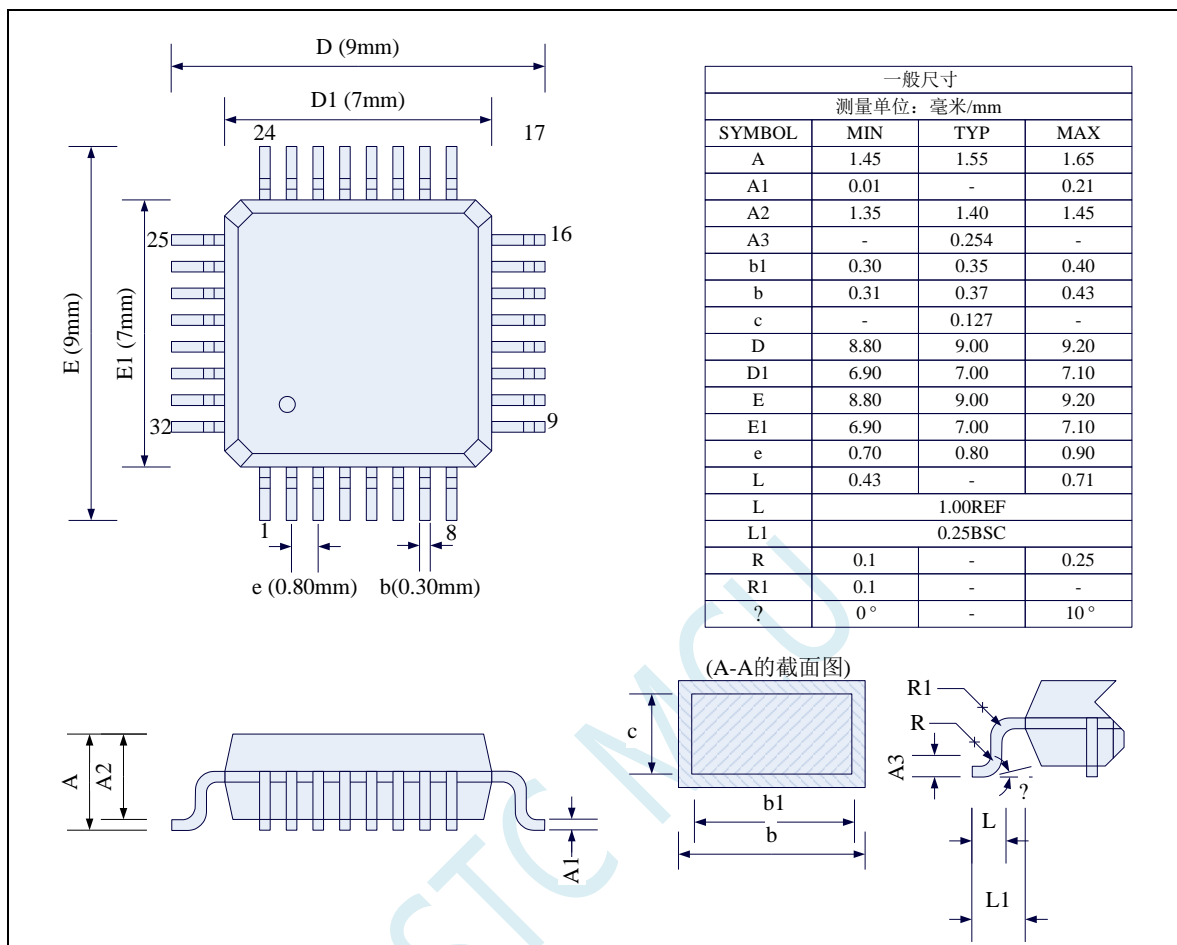 D (9mm)
D1 (7mm)
24
17
E (9mm)
E1 (7mm)
25
16
32
9
1
8
e (0.80mm)
b(0.30mm)
一般尺寸
测量单位：毫米/mm
SYMBOL MIN TYP MAX
A 1.45 1.55 1.65
A1 0.01 - 0.21
A2 1.35 1.40 1.45
A3 - 0.254 -
b1 0.30 0.35 0.40
b 0.31 0.37 0.43
c - 0.127 -
D 8.80 9.00 9.20
D1 6.90 7.00 7.10
E 8.80 9.00 9.20
E1 6.90 7.00 7.10
e 0.70 0.80 0.90
L 0.43 - 0.71
L 1.00REF
L1 0.25BSC
R 0.1 - 0.25
R1 0.1 - -
? 0° - 10°
A
A2
A1
(A-A的截面图)
c
b1
b
R1
R
A3
?
L
L1
STC MCU